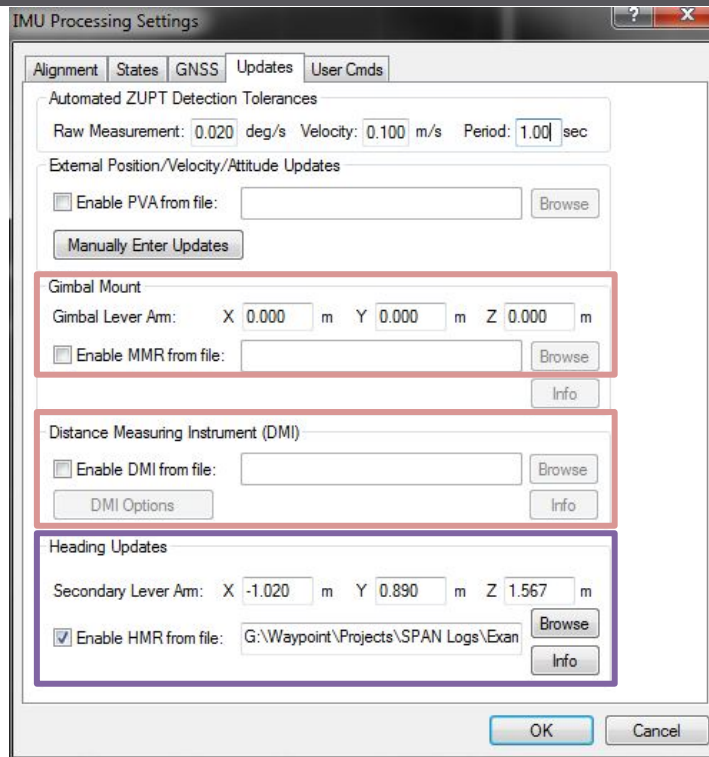 IMU Processing Settings
?
x
Alignment States GNSS Updates User Cmds
Automated ZUPT Detection Tolerances
Raw Measurement: 0.020 deg/s Velocity: 0.100 m/s Period: 1.00 sec
External Position/Velocity/Attitude Updates
Enable PVA from file: Browse
Manually Enter Updates
Gimbal Mount
Gimbal Lever Arm: X 0.000 m Y 0.000 m Z 0.000 m
Enable MMR from file: Browse
Info
Distance Measuring Instrument (DMI)
Enable DMI from file: Browse
DMI Options Info
Heading Updates
Secondary Lever Arm: X -1.020 m Y 0.890 m Z 1.567 m
Enable HMR from file: G:\Waypoint\Projects\SPAN Logs\Exam Browse
Info
OK Cancel